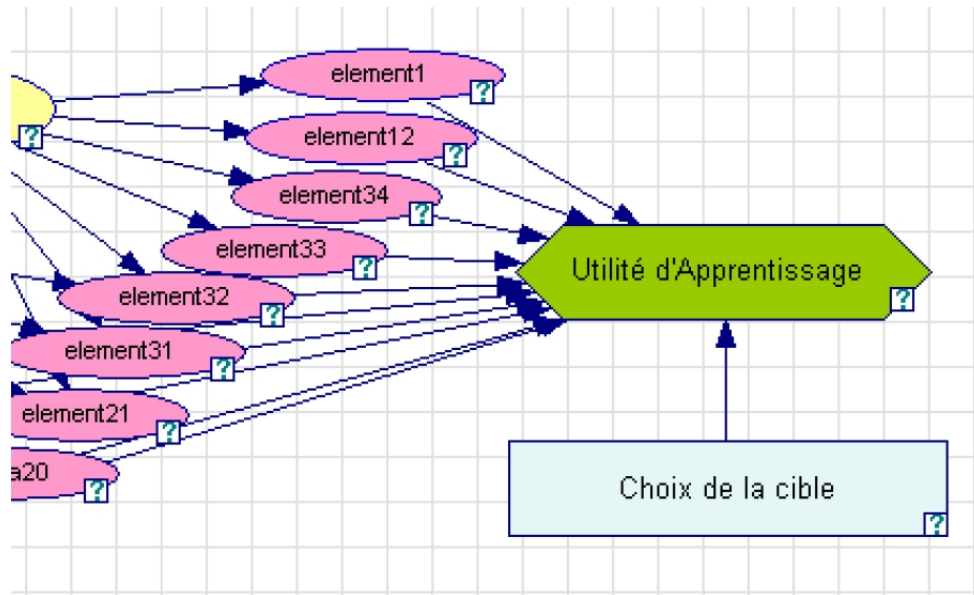 element1
?
element12
?
?
element34
?
element33
?
Utilité d'Apprentissage
?
element32
?
element31
?
element21
?
a20
?
Choix de la cible
?